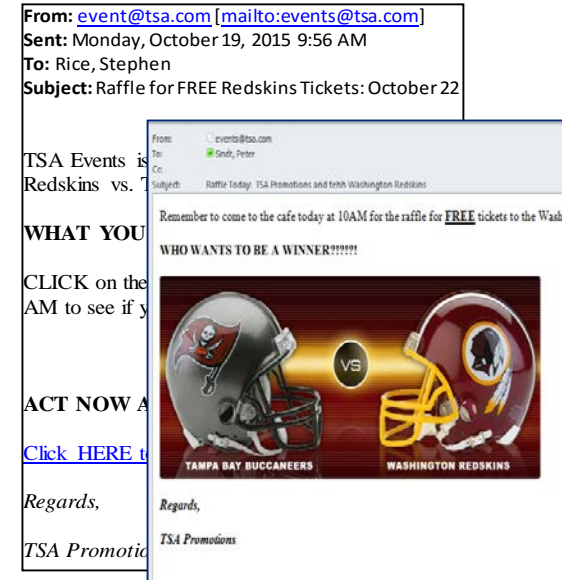 From: event@tsa.com [mailto:events@tsa.com]
Sent: Monday, October 19, 2015 9:56 AM
To: Rice, Stephen
Subject: Raffle for FREE Redskins Tickets: October 22
TSA Events is
Redskins vs. T
WHAT YOU
CLICK on the
AM to see if y
ACT NOW A
Click HERE t
Regards,
TSA Promotio
From: events@tsa.com
To: Sindt, Peter
Cc:
Subject: Raffle Today: TSA Promotions and tehh Washington Redskins
Remember to come to the cafe today at 10AM for the raffle for FREE tickets to the Wash
WHO WANTS TO BE A WINNER?!?!?!
VS
TAMPA BAY BUCCANEERS WASHINGTON REDSKINS
Regards,
TSA Promotions